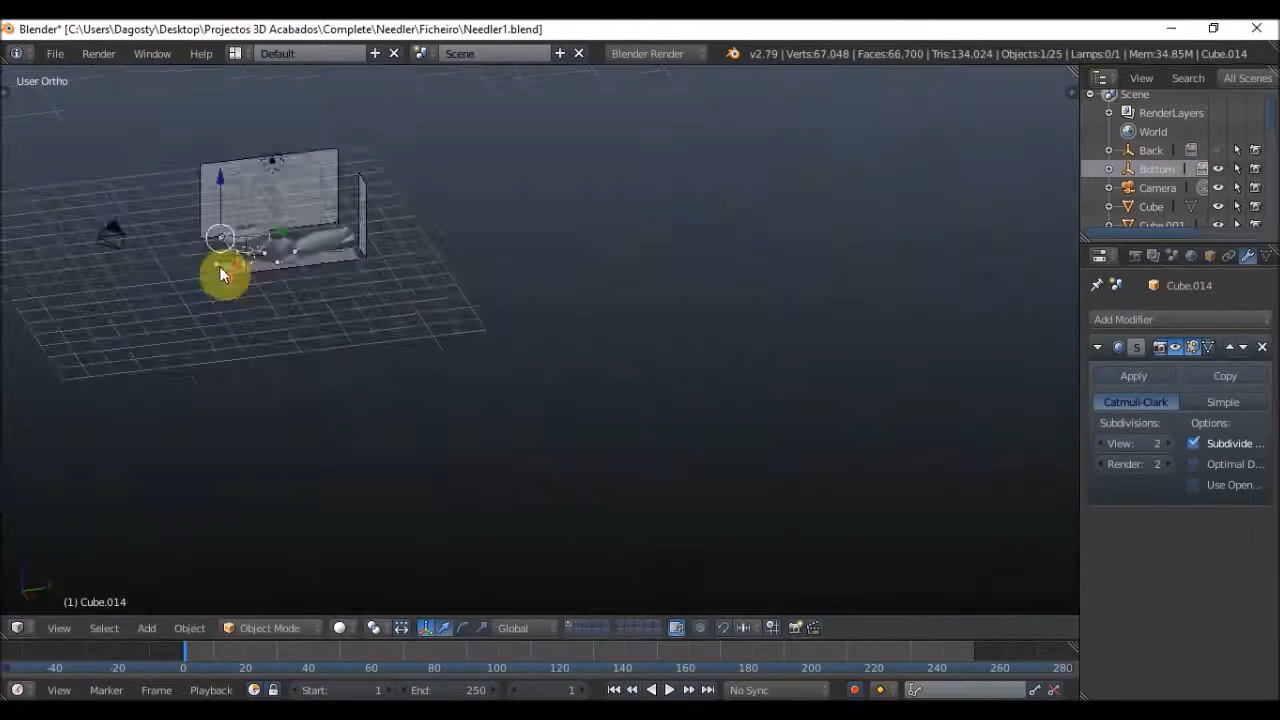 Blender* [C:\Users\Dagosty\Desktop\Projectos 3D Acabados\Complete\Needler\Ficheiro\Needler1.blend]
File Render Window Help Default Scene Blender Render v2.79 | Verts:67,048 | Faces:66,700 | Tris:134,024 | Objects:1/25 | Lamps:0/1 | Mem:34.85M | Cube.014
User Ortho
View Search All Scenes
Scene
RenderLayers
World
Back
Bottom
Camera
Cube
Cube.001
Cube.014
Add Modifier
S
Apply Copy
Catmull-Clark Simple
Subdivisions: Options:
View: 2 Subdivide ...
Render: 2 Optimal D...
Use Open...
(1) Cube.014
View Select Add Object Object Mode Global
-40 -20 0 20 40 60 80 100 120 140 160 180 200 220 240 260 280
View Marker Frame Playback Start: 1 End: 250 1 No Sync